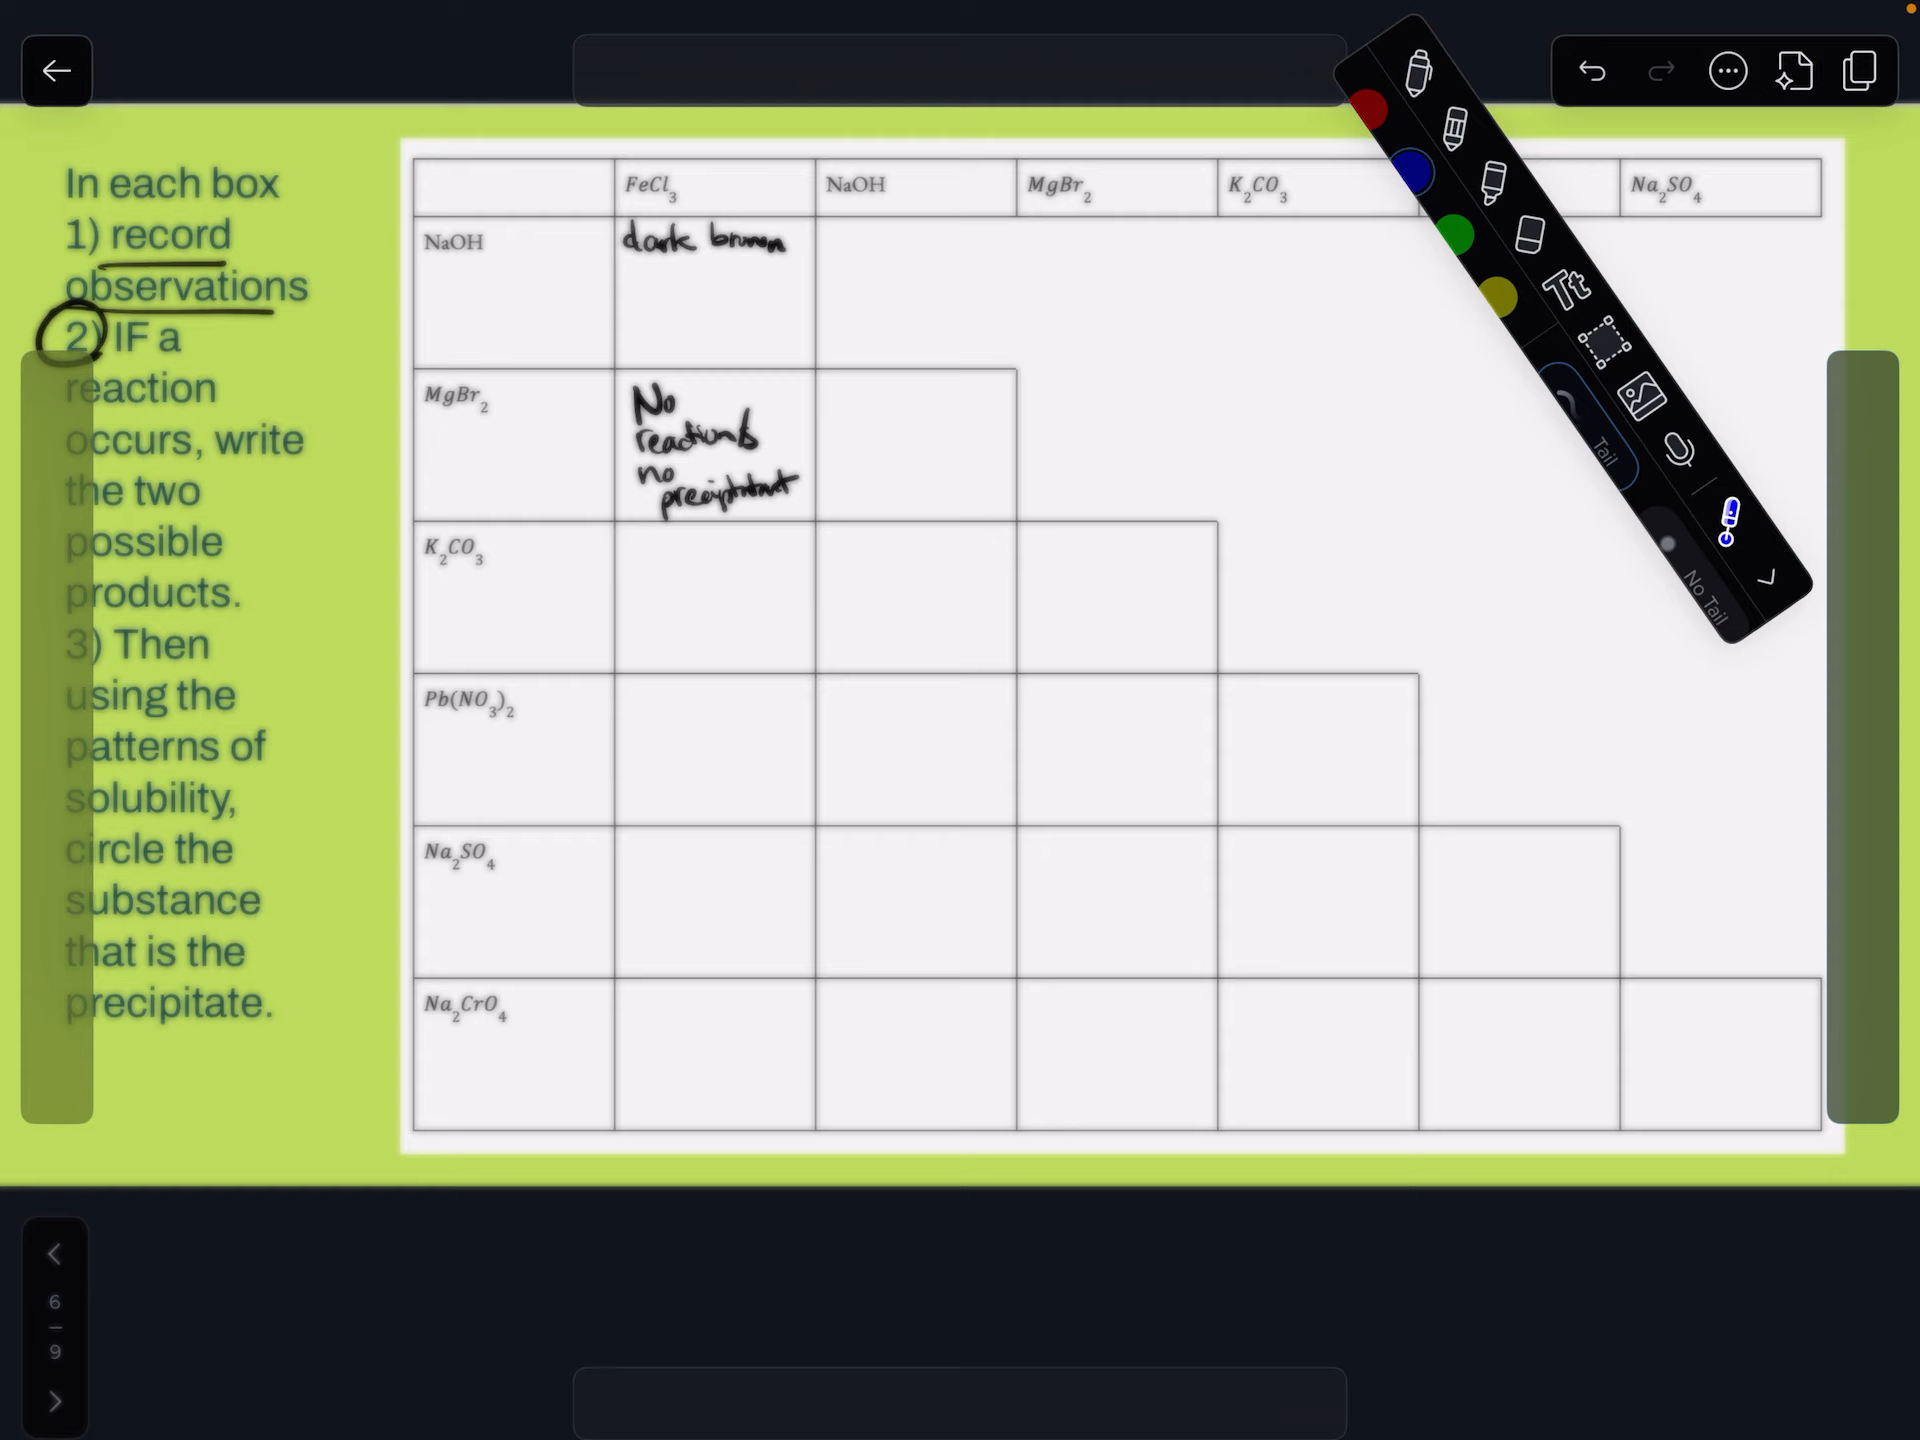 In each box
1) record
observations
2) IF a
reaction
occurs, write
the two
possible
products.
3) Then
using the
patterns of
solubility,
circle the
substance
that is the
precipitate.
FeCl3 NaOH MgBr2 K2CO3 Na2SO4
NaOH dark brown
MgBr2 No
reaction
no
K2CO3
Pb(NO3)2
Na2SO4
Na2CrO4
Tt
Tail
No Tail
6
9